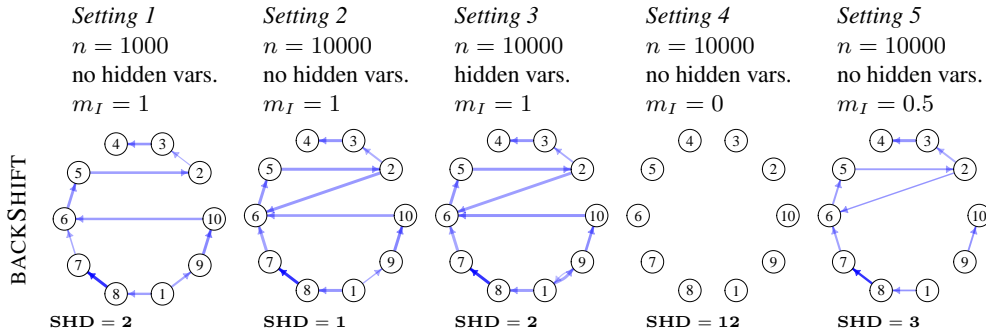 Setting 1 Setting 2 Setting 3 Setting 4 Setting 5
n = 1000 n = 10000 n = 10000 n = 10000 n = 10000
no hidden vars. no hidden vars. hidden vars. no hidden vars. no hidden vars.
m_I = 1 m_I = 1 m_I = 1 m_I = 0 m_I = 0.5
BACKSHIFT
4 3 4 3 4 3 4 3 4 3
5 2 5 2 5 2 5 2 5 2
6 10 6 10 6 10 6 10 6 10
7 9 7 9 7 9 7 9 7 9
8 1 8 1 8 1 8 1 8 1
SHD = 2 SHD = 1 SHD = 2 SHD = 12 SHD = 3